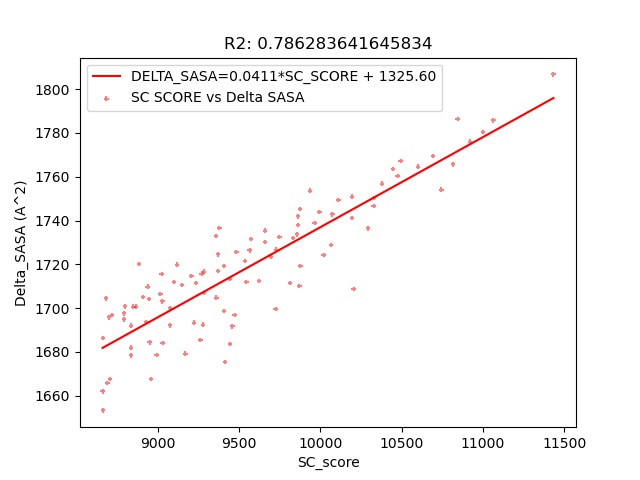 R2: 0.786283641645834
DELTA_SASA=0.0411*SC_SCORE + 1325.60
SC SCORE vs Delta SASA
Delta_SASA (A^2)
1800
1780
1760
1740
1720
1700
1680
1660
9000 9500 10000 10500 11000 11500
SC_score